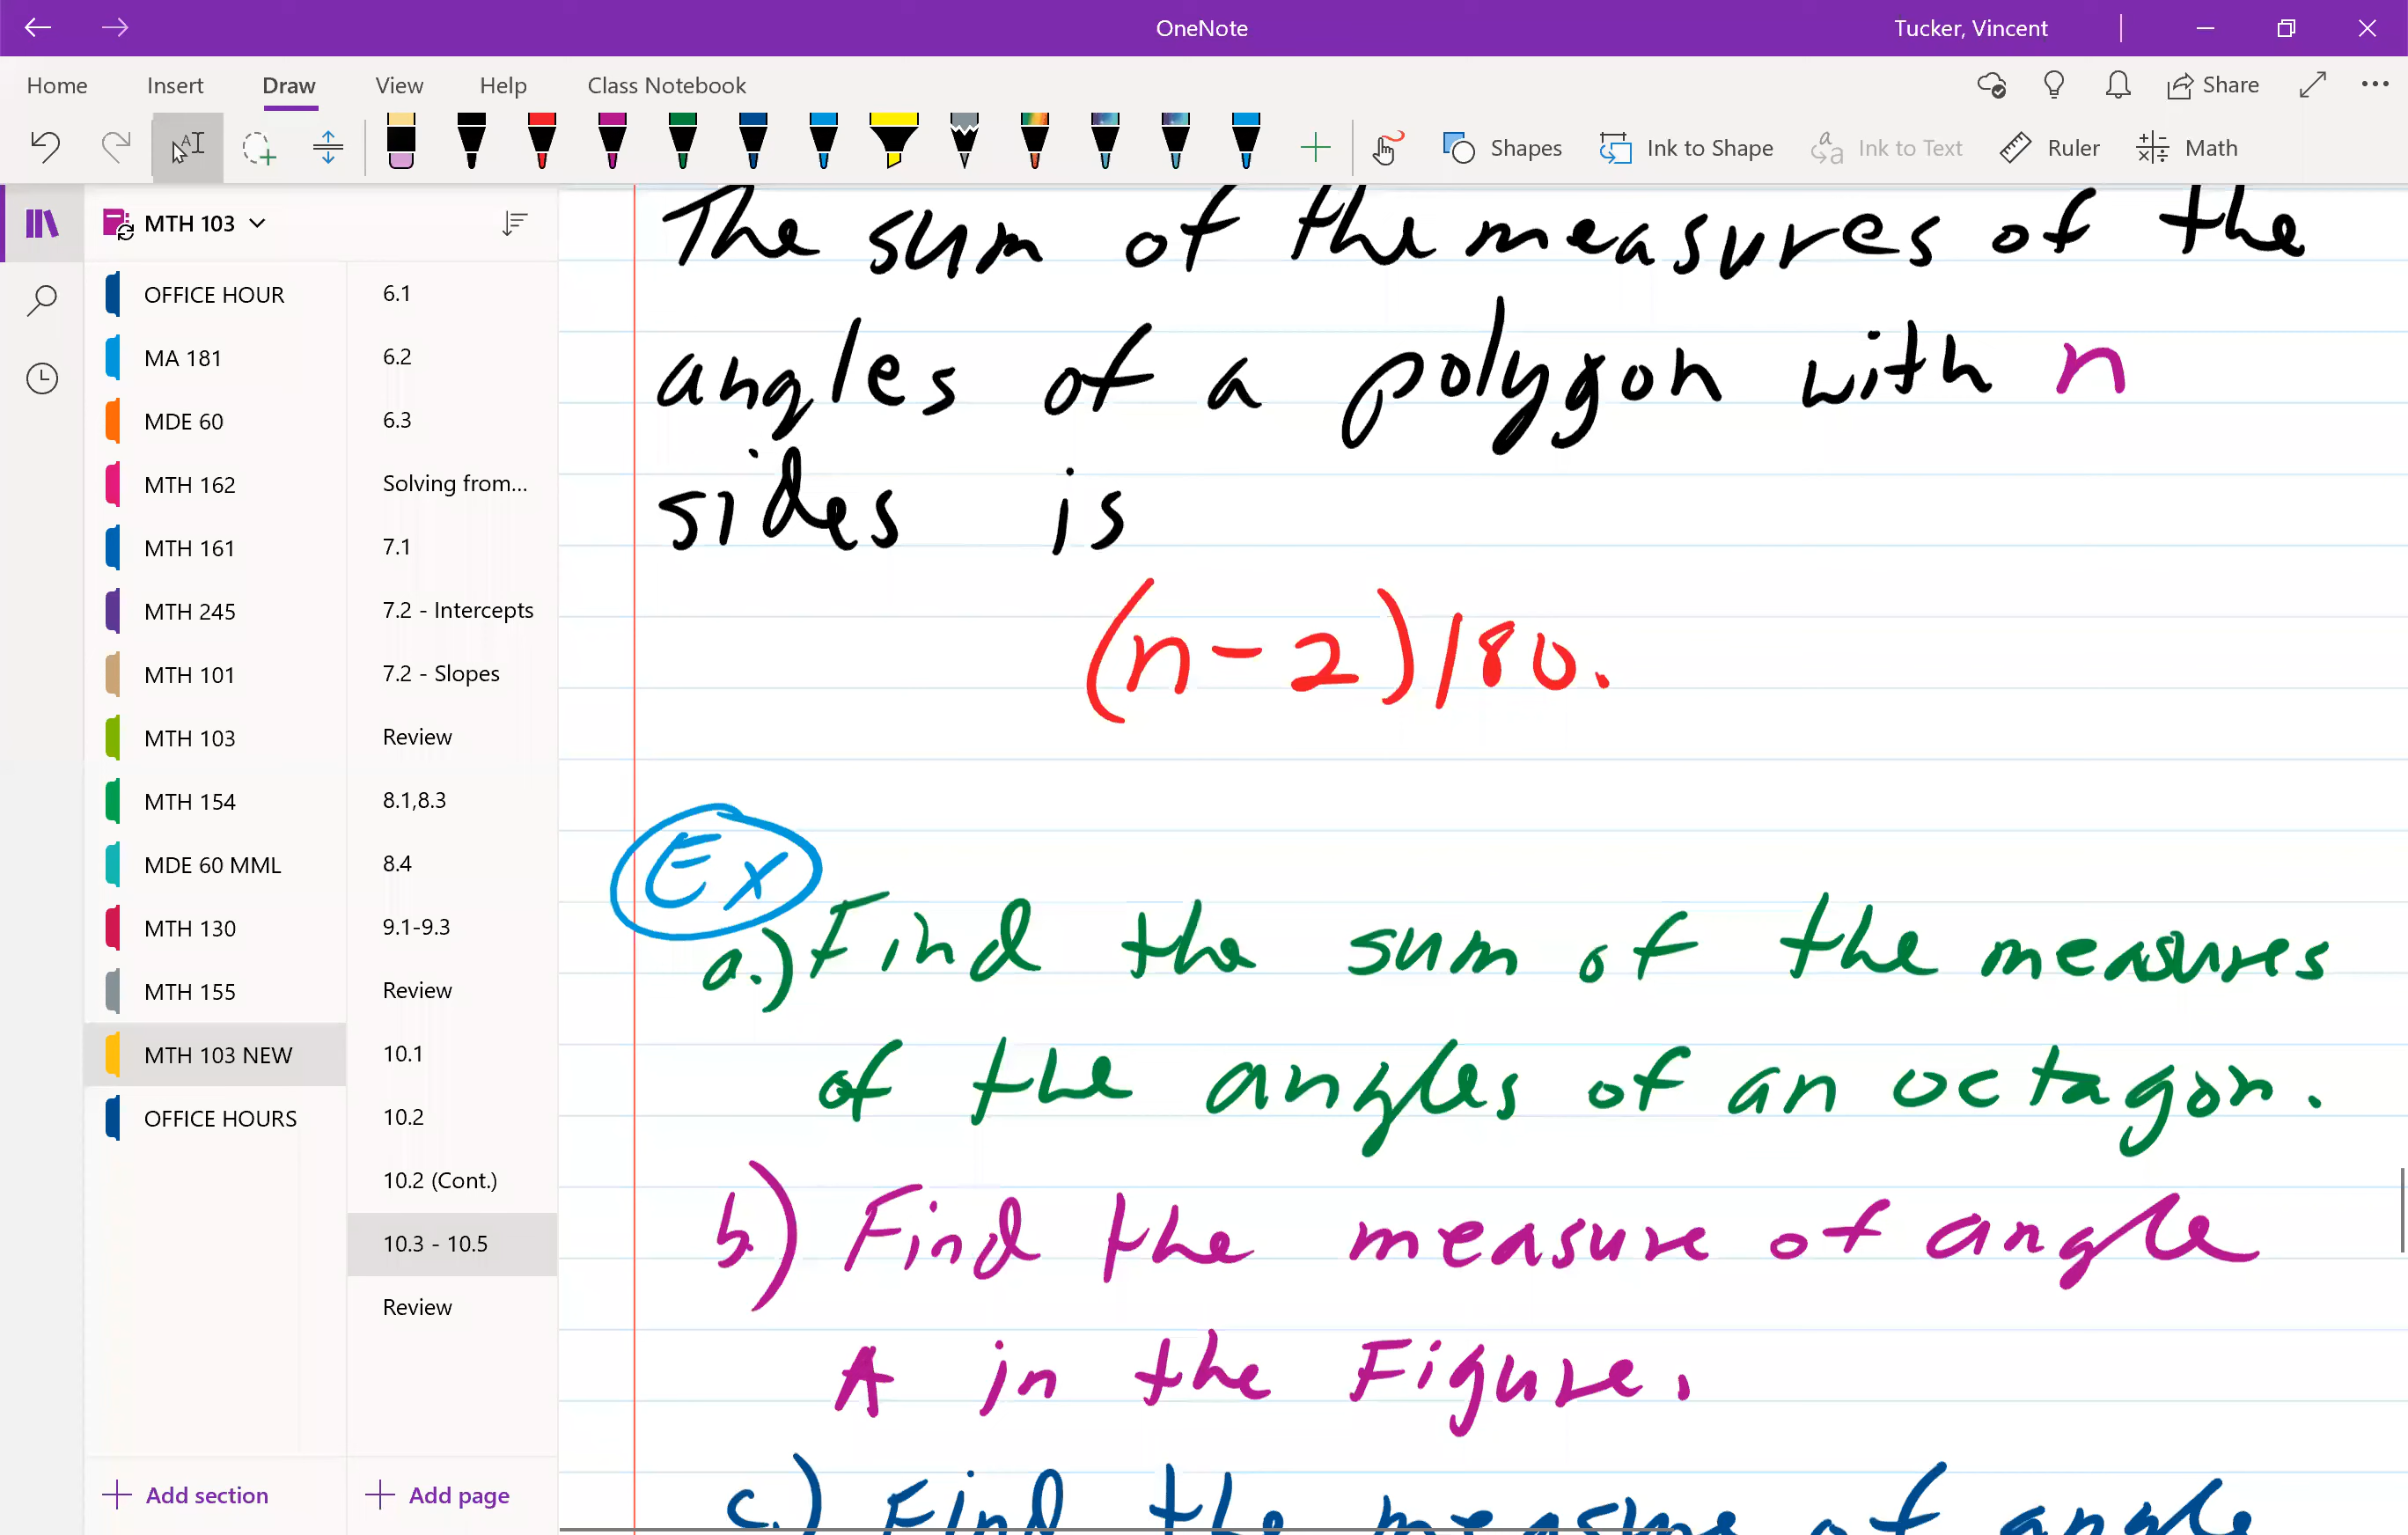 OneNote
Tucker, Vincent
Home Insert Draw View Help Class Notebook
Share
Shapes Ink to Shape Ink to Text Ruler Math
MTH 103
OFFICE HOUR
MA 181
MDE 60
MTH 162
MTH 161
MTH 245
MTH 101
MTH 103
MTH 154
MDE 60 MML
MTH 130
MTH 155
MTH 103 NEW
OFFICE HOURS
Add section
6.1
6.2
6.3
Solving from...
7.1
7.2 - Intercepts
7.2 - Slopes
Review
8.1,8.3
8.4
9.1-9.3
Review
10.1
10.2
10.2 (Cont.)
10.3 - 10.5
Review
Add page
The sum of the measures of the
angles of a polygon with n
sides is
(n-2)180.
Ex
a.) Find the sum of the measures
of the angles of an octagon.
b.) Find the measure of angle
A in the Figure.
c.) Find the measure of angle